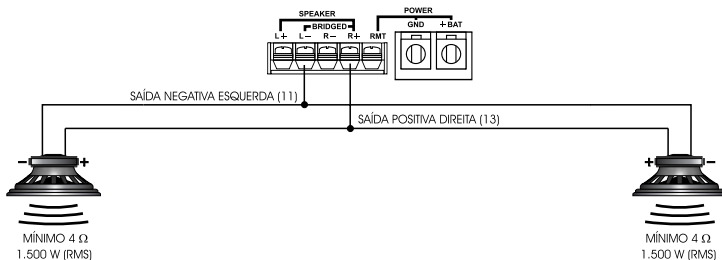 SPEAKER
POWER
BRIDGED
GND
+BAT
L+
L−
R−
R+
RMT
SAÍDA NEGATIVA ESQUERDA (11)
SAÍDA POSITIVA DIREITA (13)
− +
+ −
MÍNIMO 4 Ω
1.500 W (RMS)
MÍNIMO 4 Ω
1.500 W (RMS)